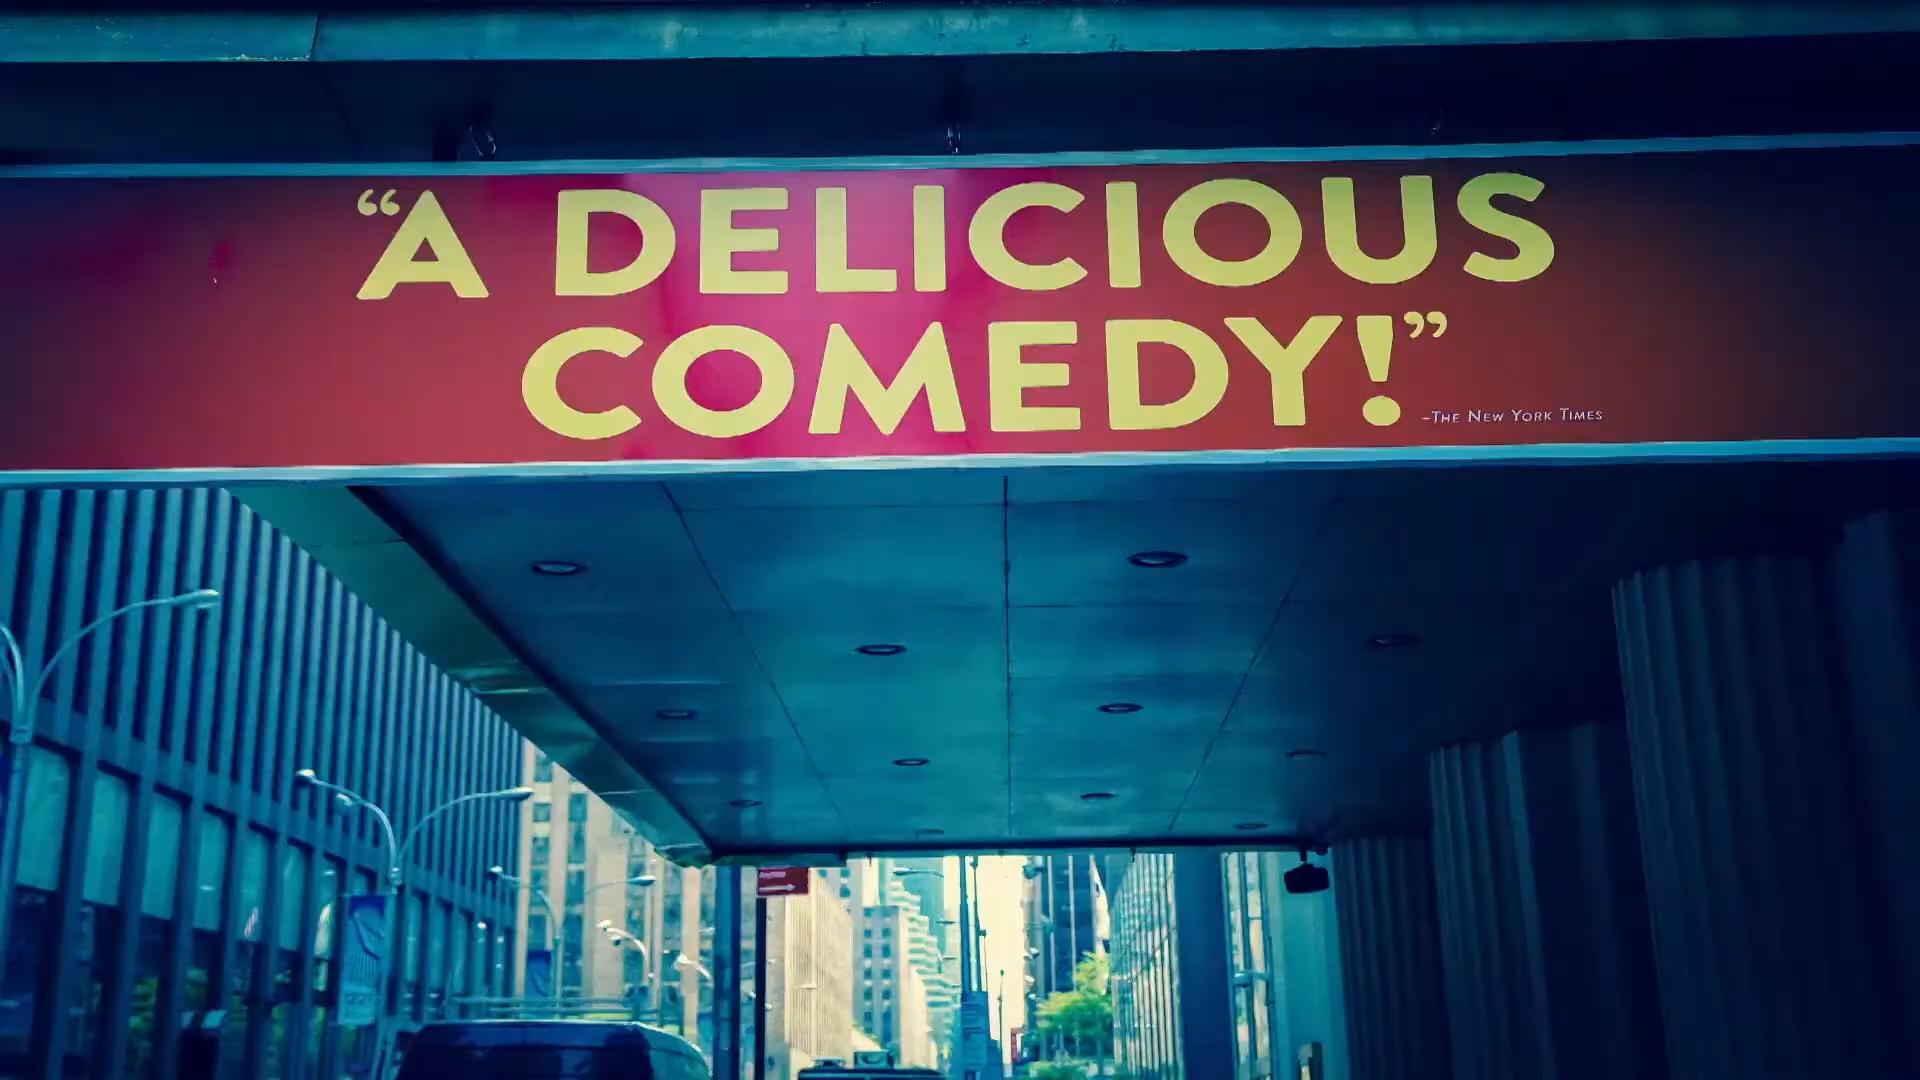 “A DELICIOUS
COMEDY!”
-THE NEW YORK TIMES